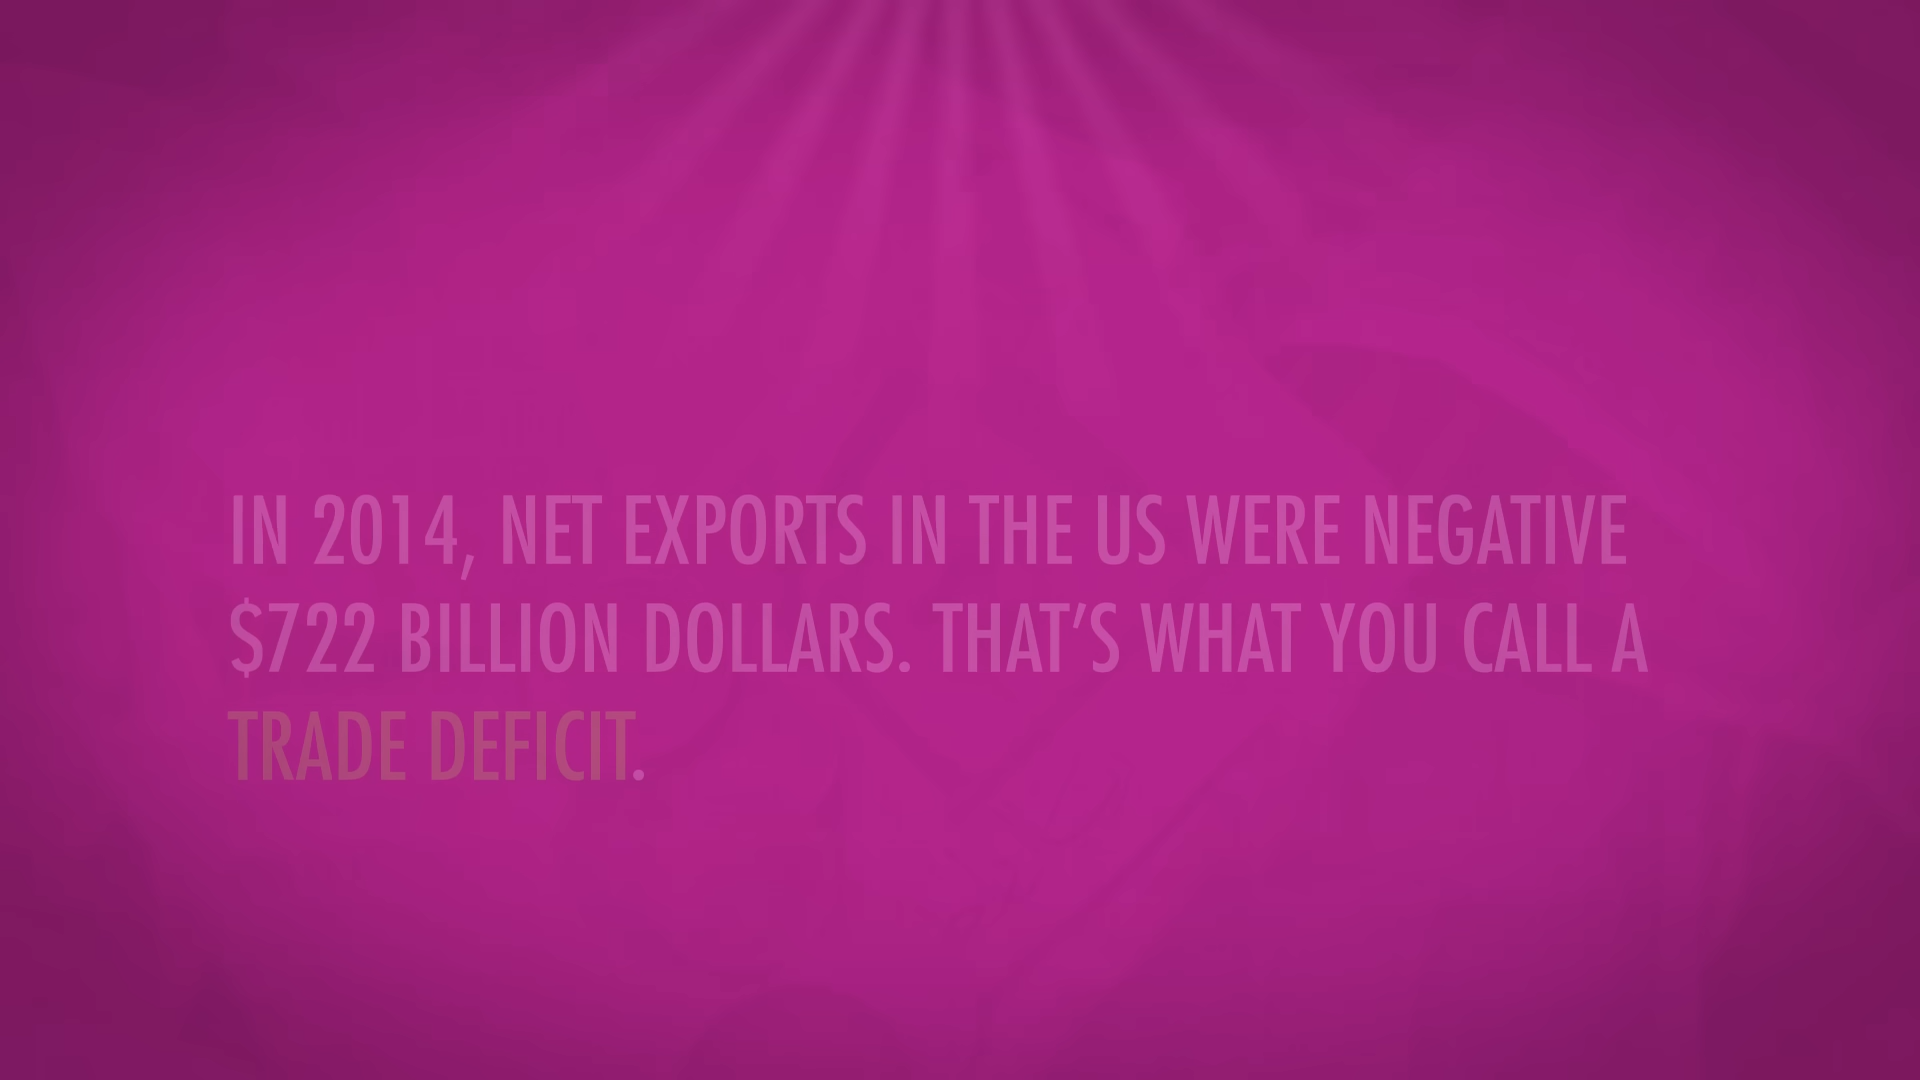 IN 2014, NET EXPORTS IN THE US WERE NEGATIVE
$722 BILLION DOLLARS. THAT’S WHAT YOU CALL A
TRADE DEFICIT.